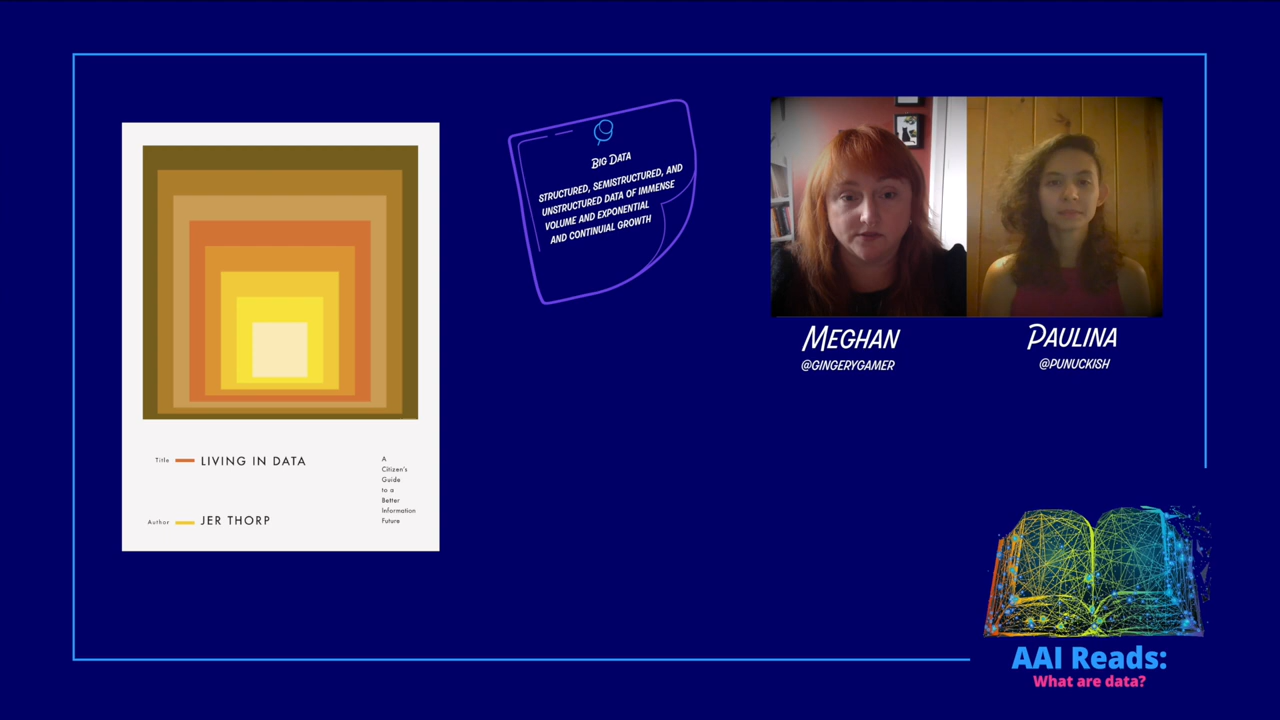 Title LIVING IN DATA
Author JER THORP
A
Citizen's
Guide
to a
Better
Information
Future
BIG DATA
STRUCTURED, SEMISTRUCTURED, AND
UNSTRUCTURED DATA OF IMMENSE
VOLUME AND EXPONENTIAL
AND CONTINUIAL GROWTH
MEGHAN
@GINGERYGAMER
PAULINA
@PUNUCKISH
AAI Reads:
What are data?